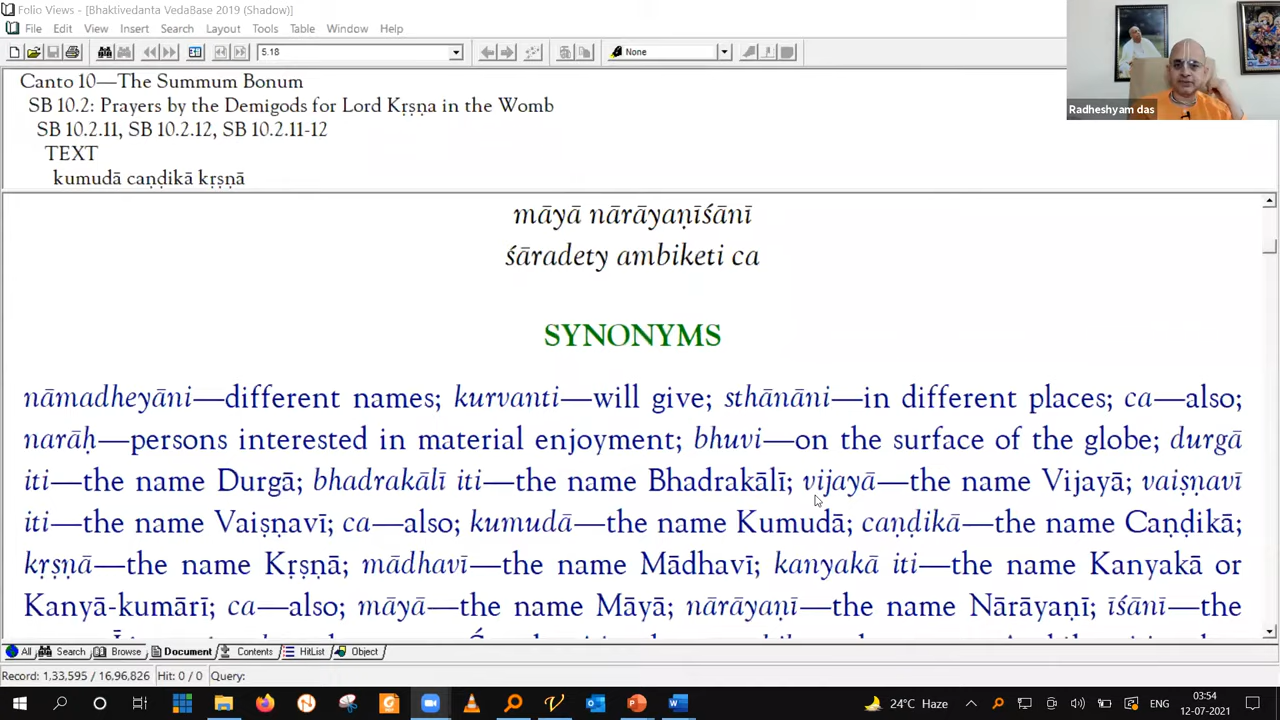 Folio Views - [Bhaktivedanta VedaBase 2019 (Shadow)]
File Edit View Insert Search Layout Tools Table Window Help
5.18 None
Canto 10—The Summum Bonum
SB 10.2: Prayers by the Demigods for Lord Kṛṣṇa in the Womb
SB 10.2.11, SB 10.2.12, SB 10.2.11-12
TEXT
kumudā caṇḍikā kṛṣṇā
Radheshyam das
māyā nārāyaṇīśānī
śāradety ambiketi ca
SYNONYMS
nāmadheyāni—different names; kurvanti—will give; sthānāni—in different places; ca—also;
narāḥ—persons interested in material enjoyment; bhuvi—on the surface of the globe; durgā
iti—the name Durgā; bhadrakālī iti—the name Bhadrakālī; vijayā—the name Vijayā; vaiṣṇavī
iti—the name Vaiṣṇavī; ca—also; kumudā—the name Kumudā; caṇḍikā—the name Caṇḍikā;
kṛṣṇā—the name Kṛṣṇā; mādhavī—the name Mādhavī; kanyakā iti—the name Kanyakā or
Kanyā-kumārī; ca—also; māyā—the name Māyā; nārāyaṇī—the name Nārāyaṇī; īśānī—the
All Search Browse Document Contents HitList Object
Record: 1,33,595 / 16,96,826 Hit: 0 / 0 Query:
24°C Haze ENG 03:54
12-07-2021